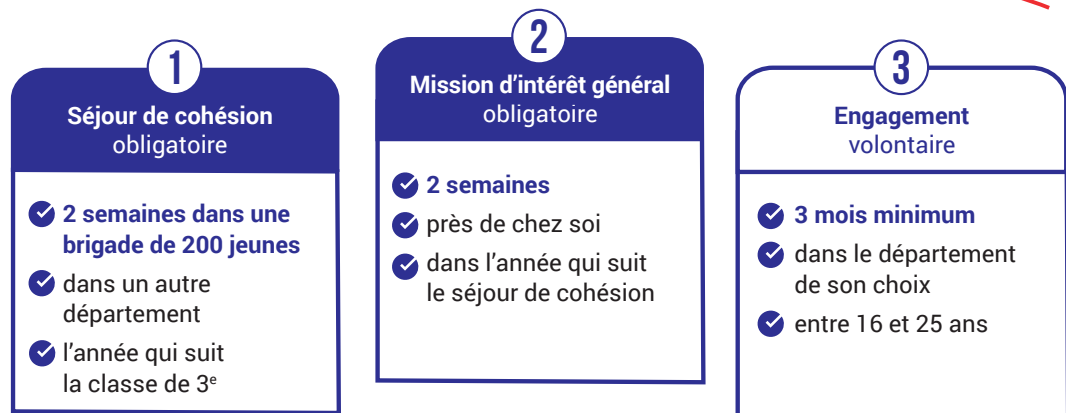 1
Séjour de cohésion
obligatoire
2 semaines dans une
brigade de 200 jeunes
dans un autre
département
l'année qui suit
la classe de 3e
2
Mission d'intérêt général
obligatoire
2 semaines
près de chez soi
dans l'année qui suit
le séjour de cohésion
3
Engagement
volontaire
3 mois minimum
dans le département
de son choix
entre 16 et 25 ans